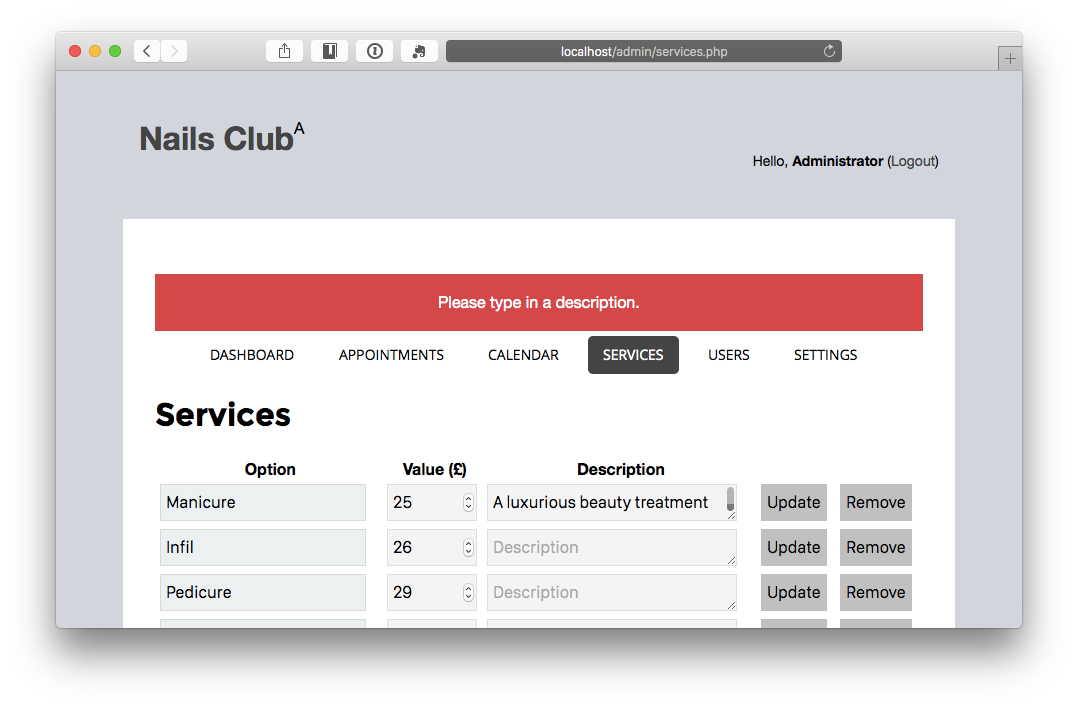 localhost/admin/services.php
Nails Club A
Hello, Administrator (Logout)
Please type in a description.
DASHBOARD APPOINTMENTS CALENDAR SERVICES USERS SETTINGS
Services
Option Value (£) Description
Manicure 25 A luxurious beauty treatment Update Remove
Infil 26 Description Update Remove
Pedicure 29 Description Update Remove